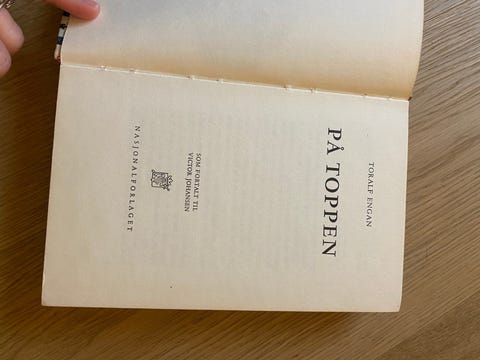 TORALF ENGAN
PÅ TOPPEN
SOM FORTALT TIL
VICTOR JOHANSEN
NASJONALFORLAGET